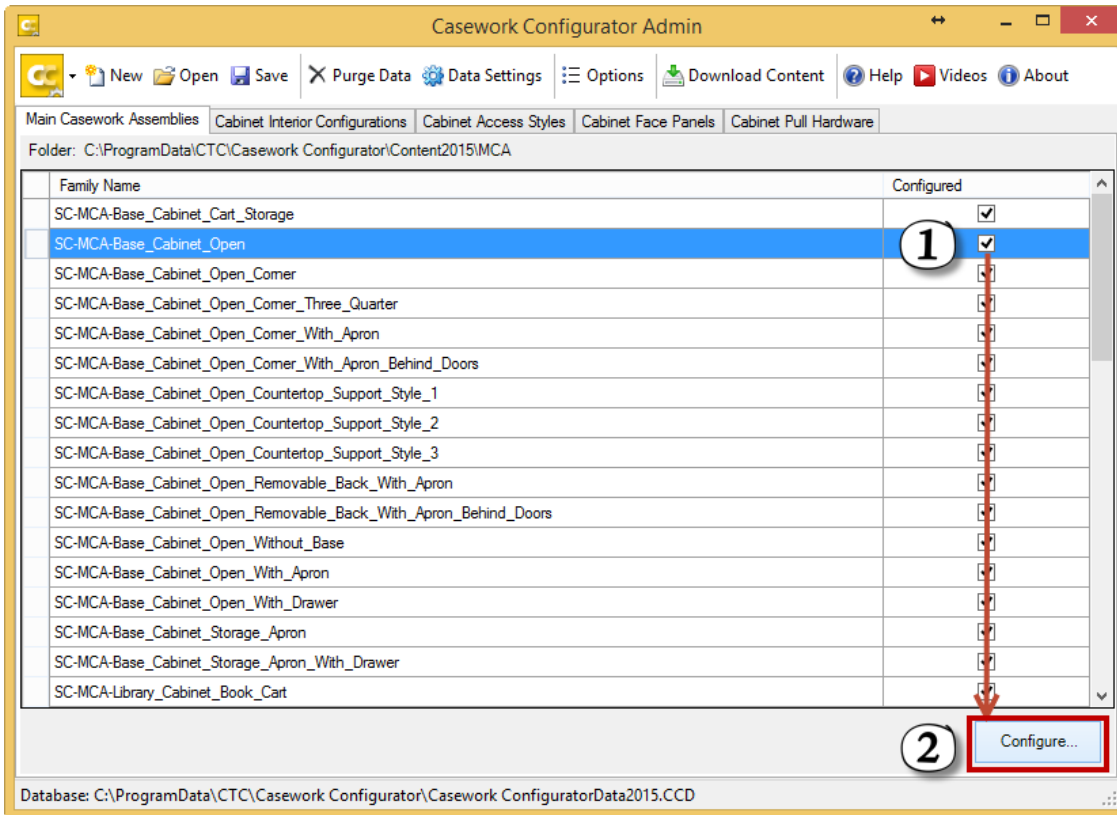 Casework Configurator Admin
CC New Open Save Purge Data Data Settings Options Download Content Help Videos About
Main Casework Assemblies Cabinet Interior Configurations Cabinet Access Styles Cabinet Face Panels Cabinet Pull Hardware
Folder: C:\ProgramData\CTC\Casework Configurator\Content2015\MCA
Family Name Configured
SC-MCA-Base_Cabinet_Cart_Storage
SC-MCA-Base_Cabinet_Open 1
SC-MCA-Base_Cabinet_Open_Corner
SC-MCA-Base_Cabinet_Open_Corner_Three_Quarter
SC-MCA-Base_Cabinet_Open_Corner_With_Apron
SC-MCA-Base_Cabinet_Open_Corner_With_Apron_Behind_Doors
SC-MCA-Base_Cabinet_Open_Countertop_Support_Style_1
SC-MCA-Base_Cabinet_Open_Countertop_Support_Style_2
SC-MCA-Base_Cabinet_Open_Countertop_Support_Style_3
SC-MCA-Base_Cabinet_Open_Removable_Back_With_Apron
SC-MCA-Base_Cabinet_Open_Removable_Back_With_Apron_Behind_Doors
SC-MCA-Base_Cabinet_Open_Without_Base
SC-MCA-Base_Cabinet_Open_With_Apron
SC-MCA-Base_Cabinet_Open_With_Drawer
SC-MCA-Base_Cabinet_Storage_Apron
SC-MCA-Base_Cabinet_Storage_Apron_With_Drawer
SC-MCA-Library_Cabinet_Book_Cart
2 Configure...
Database: C:\ProgramData\CTC\Casework Configurator\Casework ConfiguratorData2015.CCD